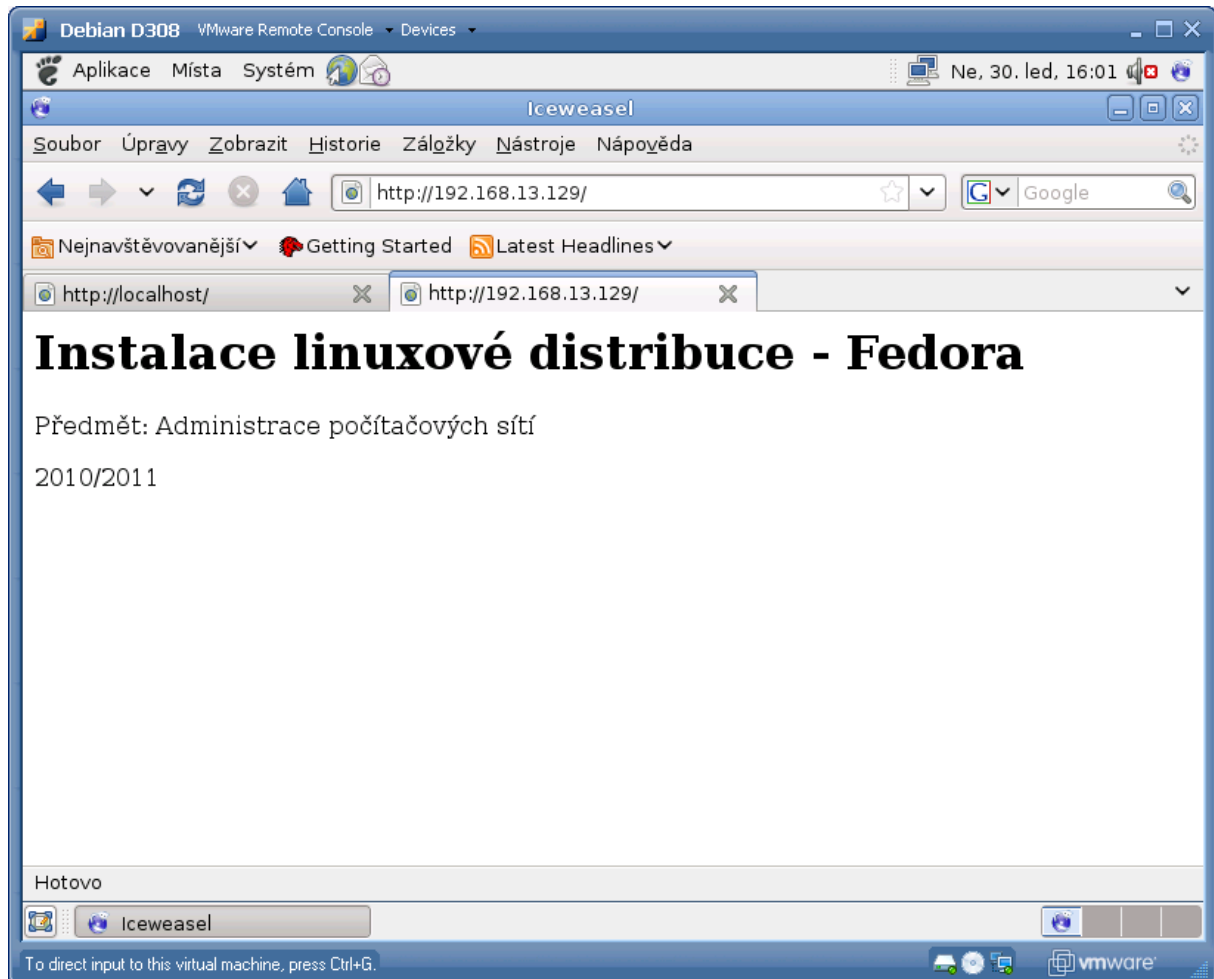 Debian D308 VMware Remote Console Devices
Aplikace Místa Systém Ne, 30. led, 16:01
Iceweasel
Soubor Úpravy Zobrazit Historie Záložky Nástroje Nápověda
http://192.168.13.129/ G Google
Nejnavštěvovanější Getting Started Latest Headlines
http://localhost/ http://192.168.13.129/
Instalace linuxové distribuce - Fedora
Předmět: Administrace počítačových sítí
2010/2011
Hotovo
Iceweasel
To direct input to this virtual machine, press Ctrl+G. vmware